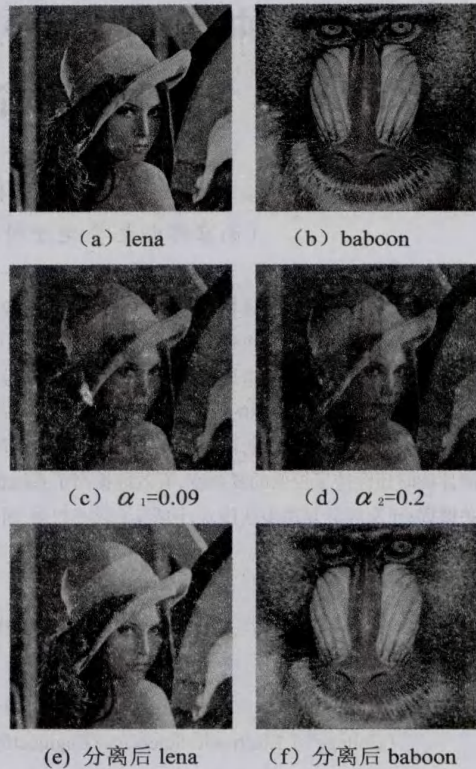 （a）lena （b）baboon
（c）α₁=0.09 （d）α₂=0.2
(e) 分离后 lena （f）分离后 baboon